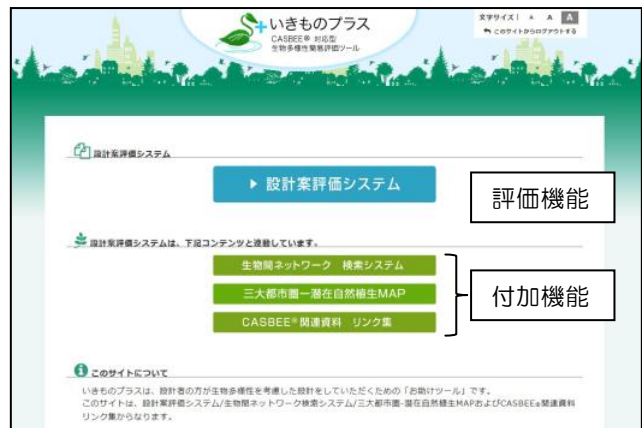 いきものプラス
CASBEE® 対応型
生物多様性簡易評価ツール
文字サイズ | A A A
このサイトからログアウトする
設計案評価システム
設計案評価システム
評価機能
設計案評価システムは、下記コンテンツと連動しています。
生物間ネットワーク 検索システム
三大都市圏ー潜在自然植生MAP
CASBEE®関連資料 リンク集
付加機能
このサイトについて
いきものプラスは、設計者の方が生物多様性を考慮した設計をしていただくための「お助けツール」です。
このサイトは、設計案評価システム/生物間ネットワーク検索システム/三大都市圏-潜在自然植生MAPおよびCASBEE®関連資料
リンク集からなります。